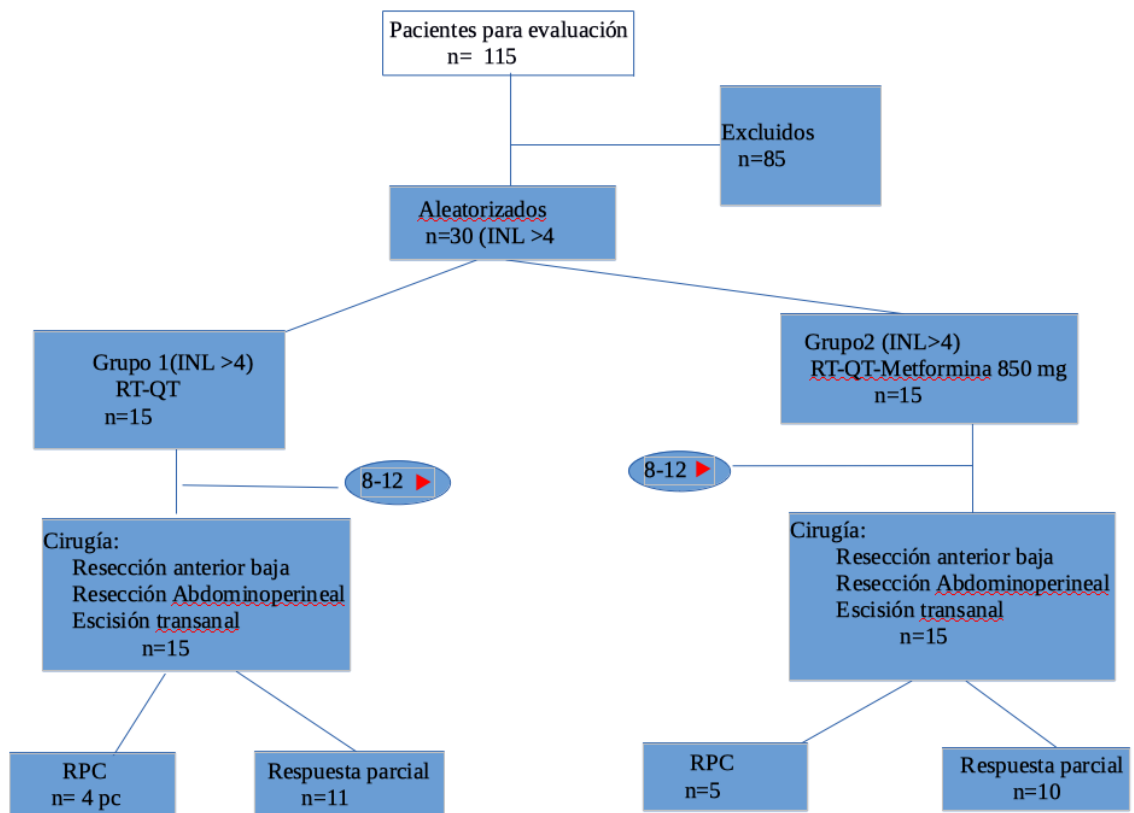 Pacientes para evaluación
n= 115
Excluidos
n=85
Aleatorizados
n=30 (INL >4
Grupo 1(INL >4)
RT-QT
n=15
Grupo2 (INL>4)
RT-QT-Metformina 850 mg
n=15
8-12
8-12
Cirugía:
Resección anterior baja
Resección Abdominoperineal
Escisión transanal
n=15
Cirugía:
Resección anterior baja
Resección Abdominoperineal
Escisión transanal
n=15
RPC
n= 4 pc
Respuesta parcial
n=11
RPC
n=5
Respuesta parcial
n=10